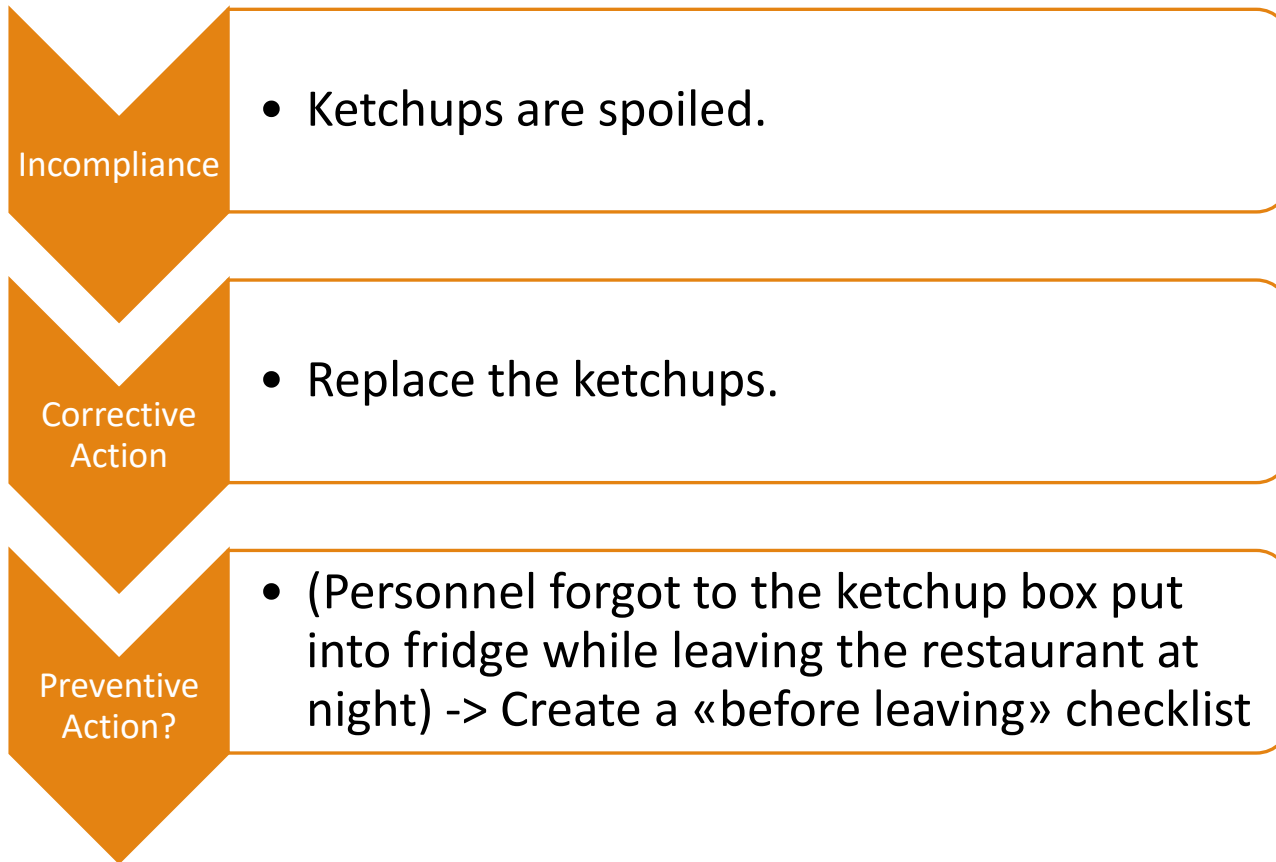 Incompliance
• Ketchups are spoiled.
Corrective
Action
• Replace the ketchups.
Preventive
Action?
• (Personnel forgot to the ketchup box put
into fridge while leaving the restaurant at
night) -> Create a «before leaving» checklist